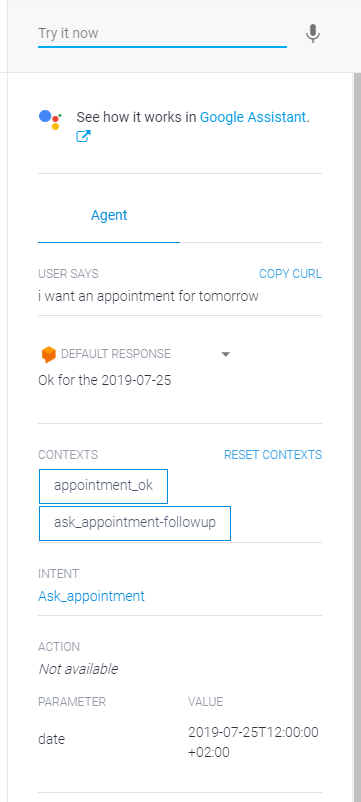 Try it now
See how it works in Google Assistant.
Agent
USER SAYS COPY CURL
i want an appointment for tomorrow
DEFAULT RESPONSE
Ok for the 2019-07-25
CONTEXTS RESET CONTEXTS
appointment_ok
ask_appointment-followup
INTENT
Ask_appointment
ACTION
Not available
PARAMETER VALUE
date 2019-07-25T12:00:00
+02:00